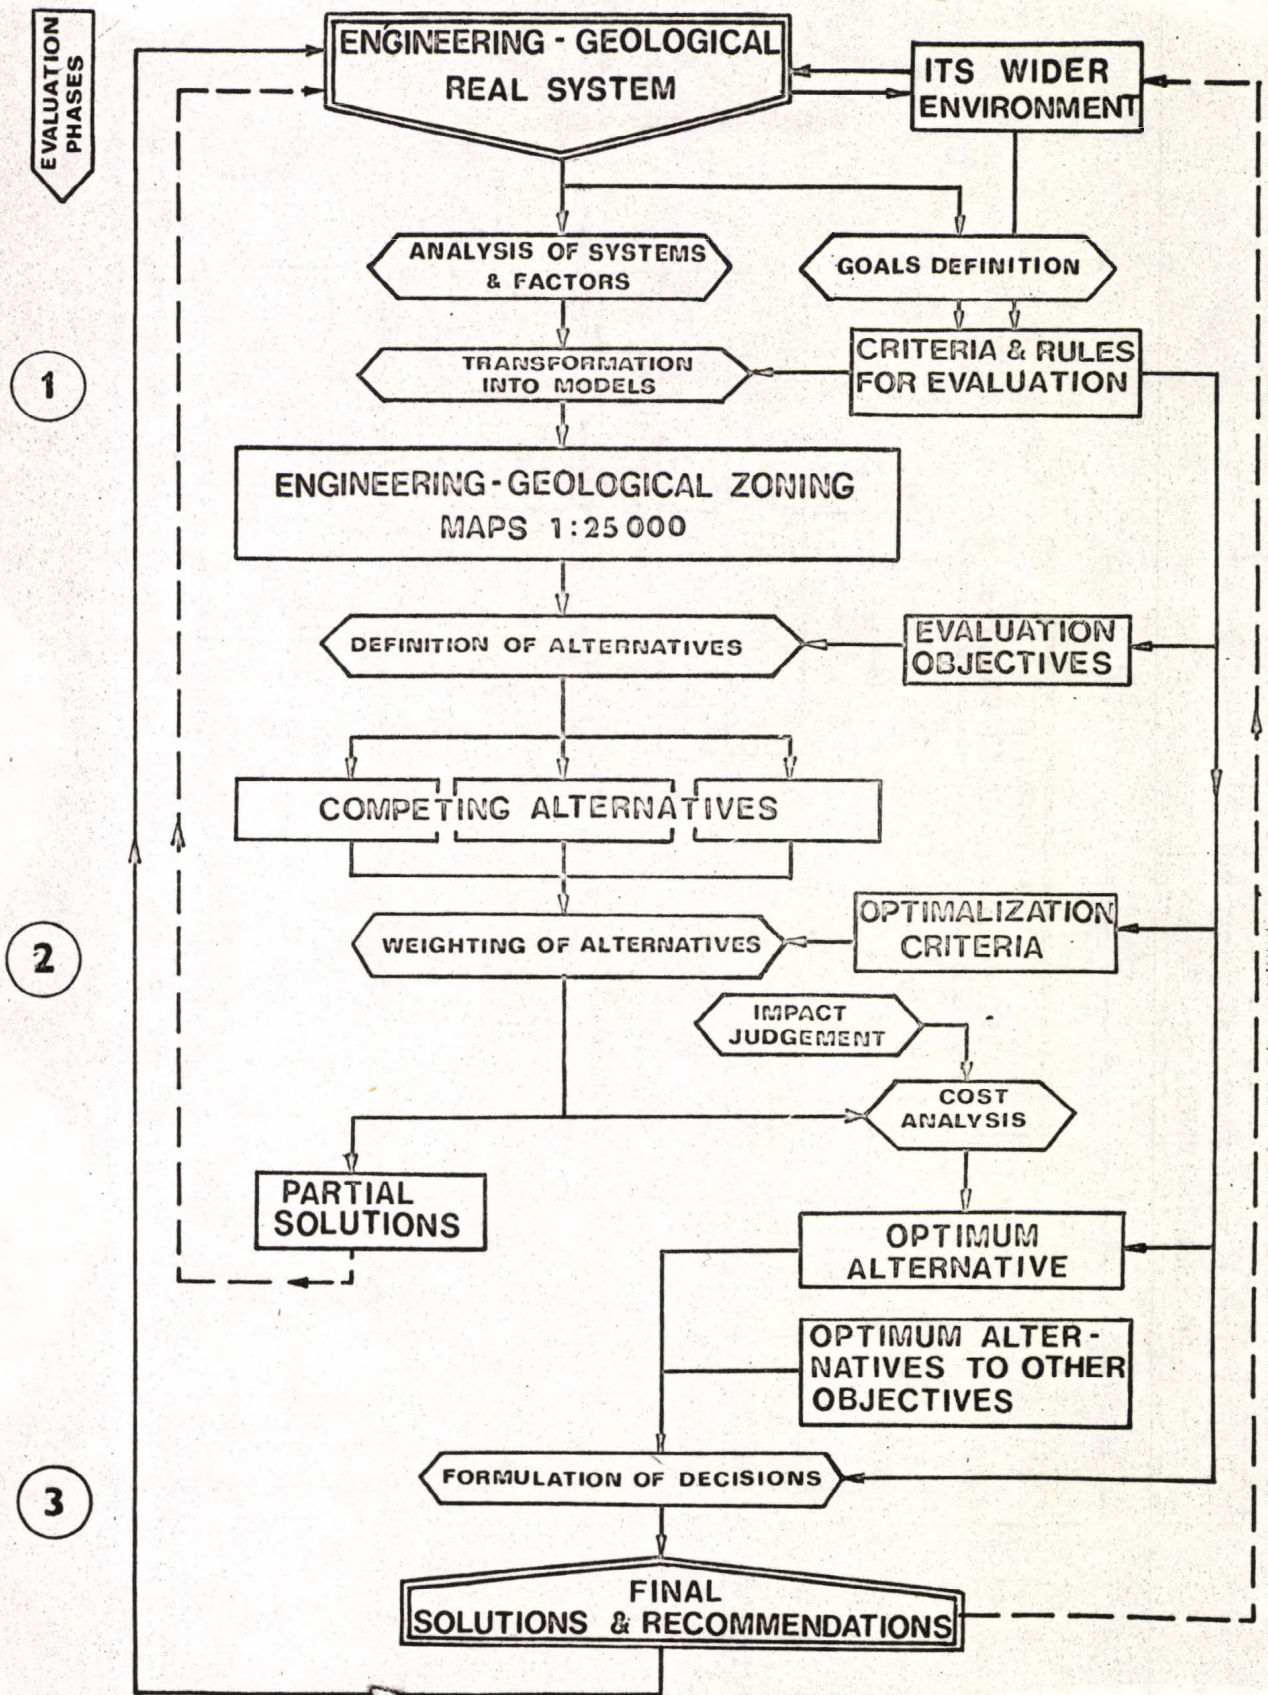 EVALUATION
PHASES
ENGINEERING - GEOLOGICAL
REAL SYSTEM
ITS WIDER
ENVIRONMENT
ANALYSIS OF SYSTEMS
& FACTORS
GOALS DEFINITION
1
TRANSFORMATION
INTO MODELS
CRITERIA & RULES
FOR EVALUATION
ENGINEERING - GEOLOGICAL ZONING
MAPS 1:25 000
DEFINITION OF ALTERNATIVES
EVALUATION
OBJECTIVES
COMPETING ALTERNATIVES
2
WEIGHTING OF ALTERNATIVES
OPTIMALIZATION
CRITERIA
IMPACT
JUDGEMENT
COST
ANALYSIS
PARTIAL
SOLUTIONS
OPTIMUM
ALTERNATIVE
OPTIMUM ALTER-
NATIVES TO OTHER
OBJECTIVES
3
FORMULATION OF DECISIONS
FINAL
SOLUTIONS & RECOMMENDATIONS